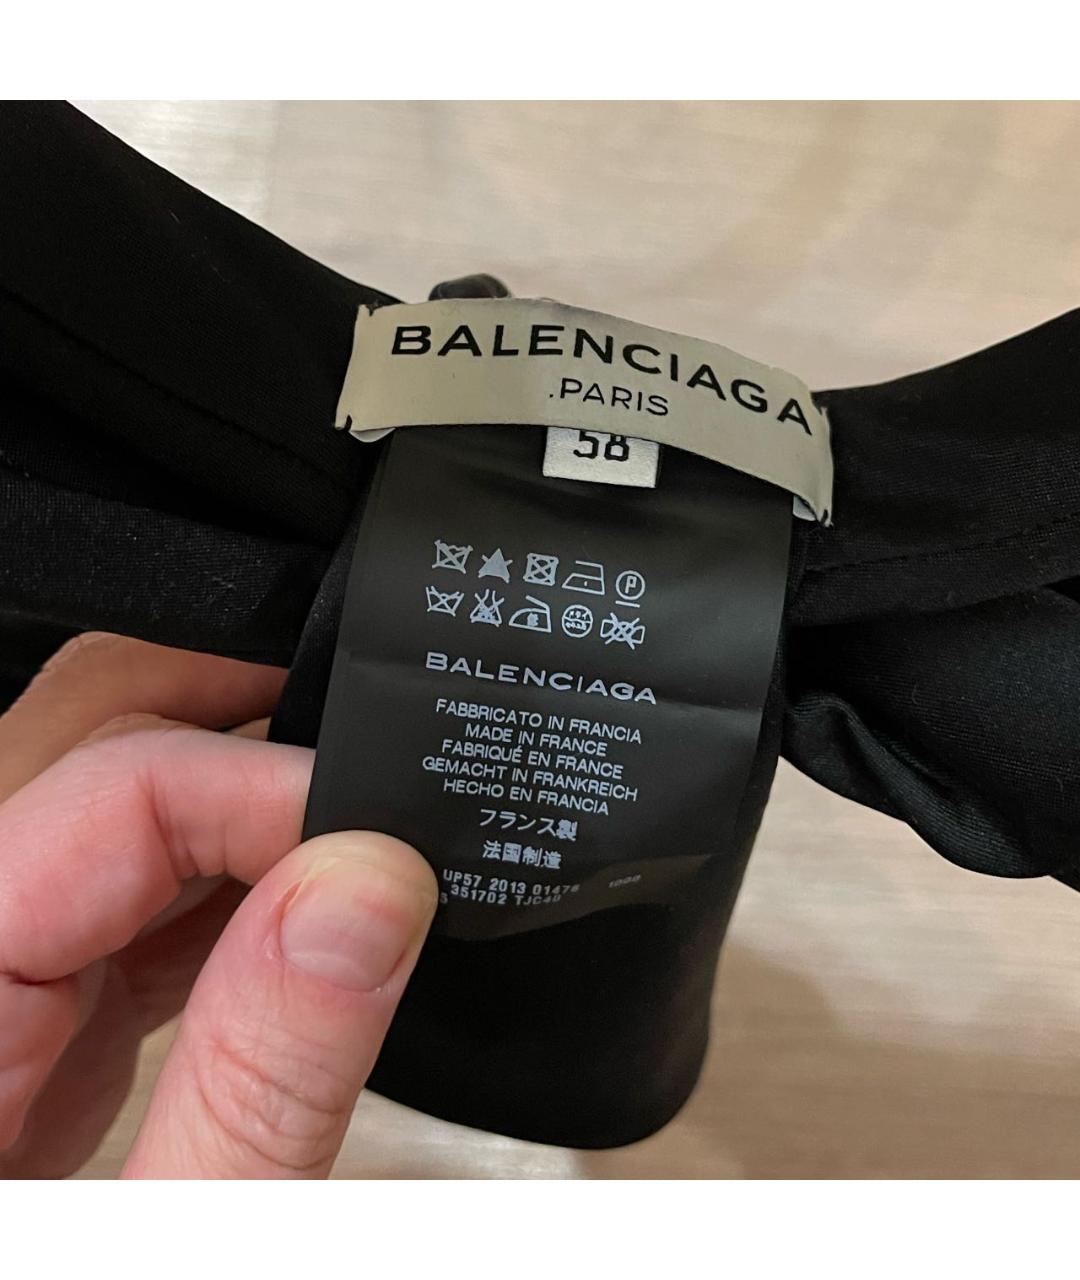 BALENCIAGA
.PARIS
58
BALENCIAGA
FABBRICATO IN FRANCIA
MADE IN FRANCE
FABRIQUÉ EN FRANCE
GEMACHT IN FRANKREICH
HECHO EN FRANCIA
フランス製
法国制造
UP57 2013 01476 1000
351702 TJC40